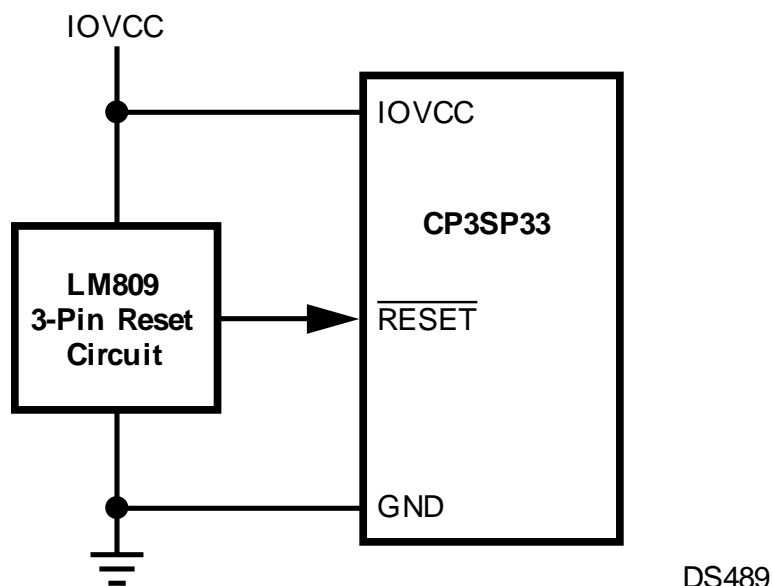 IOVCC
IOVCC
CP3SP33
LM809
3-Pin Reset
Circuit
RESET
GND
DS489